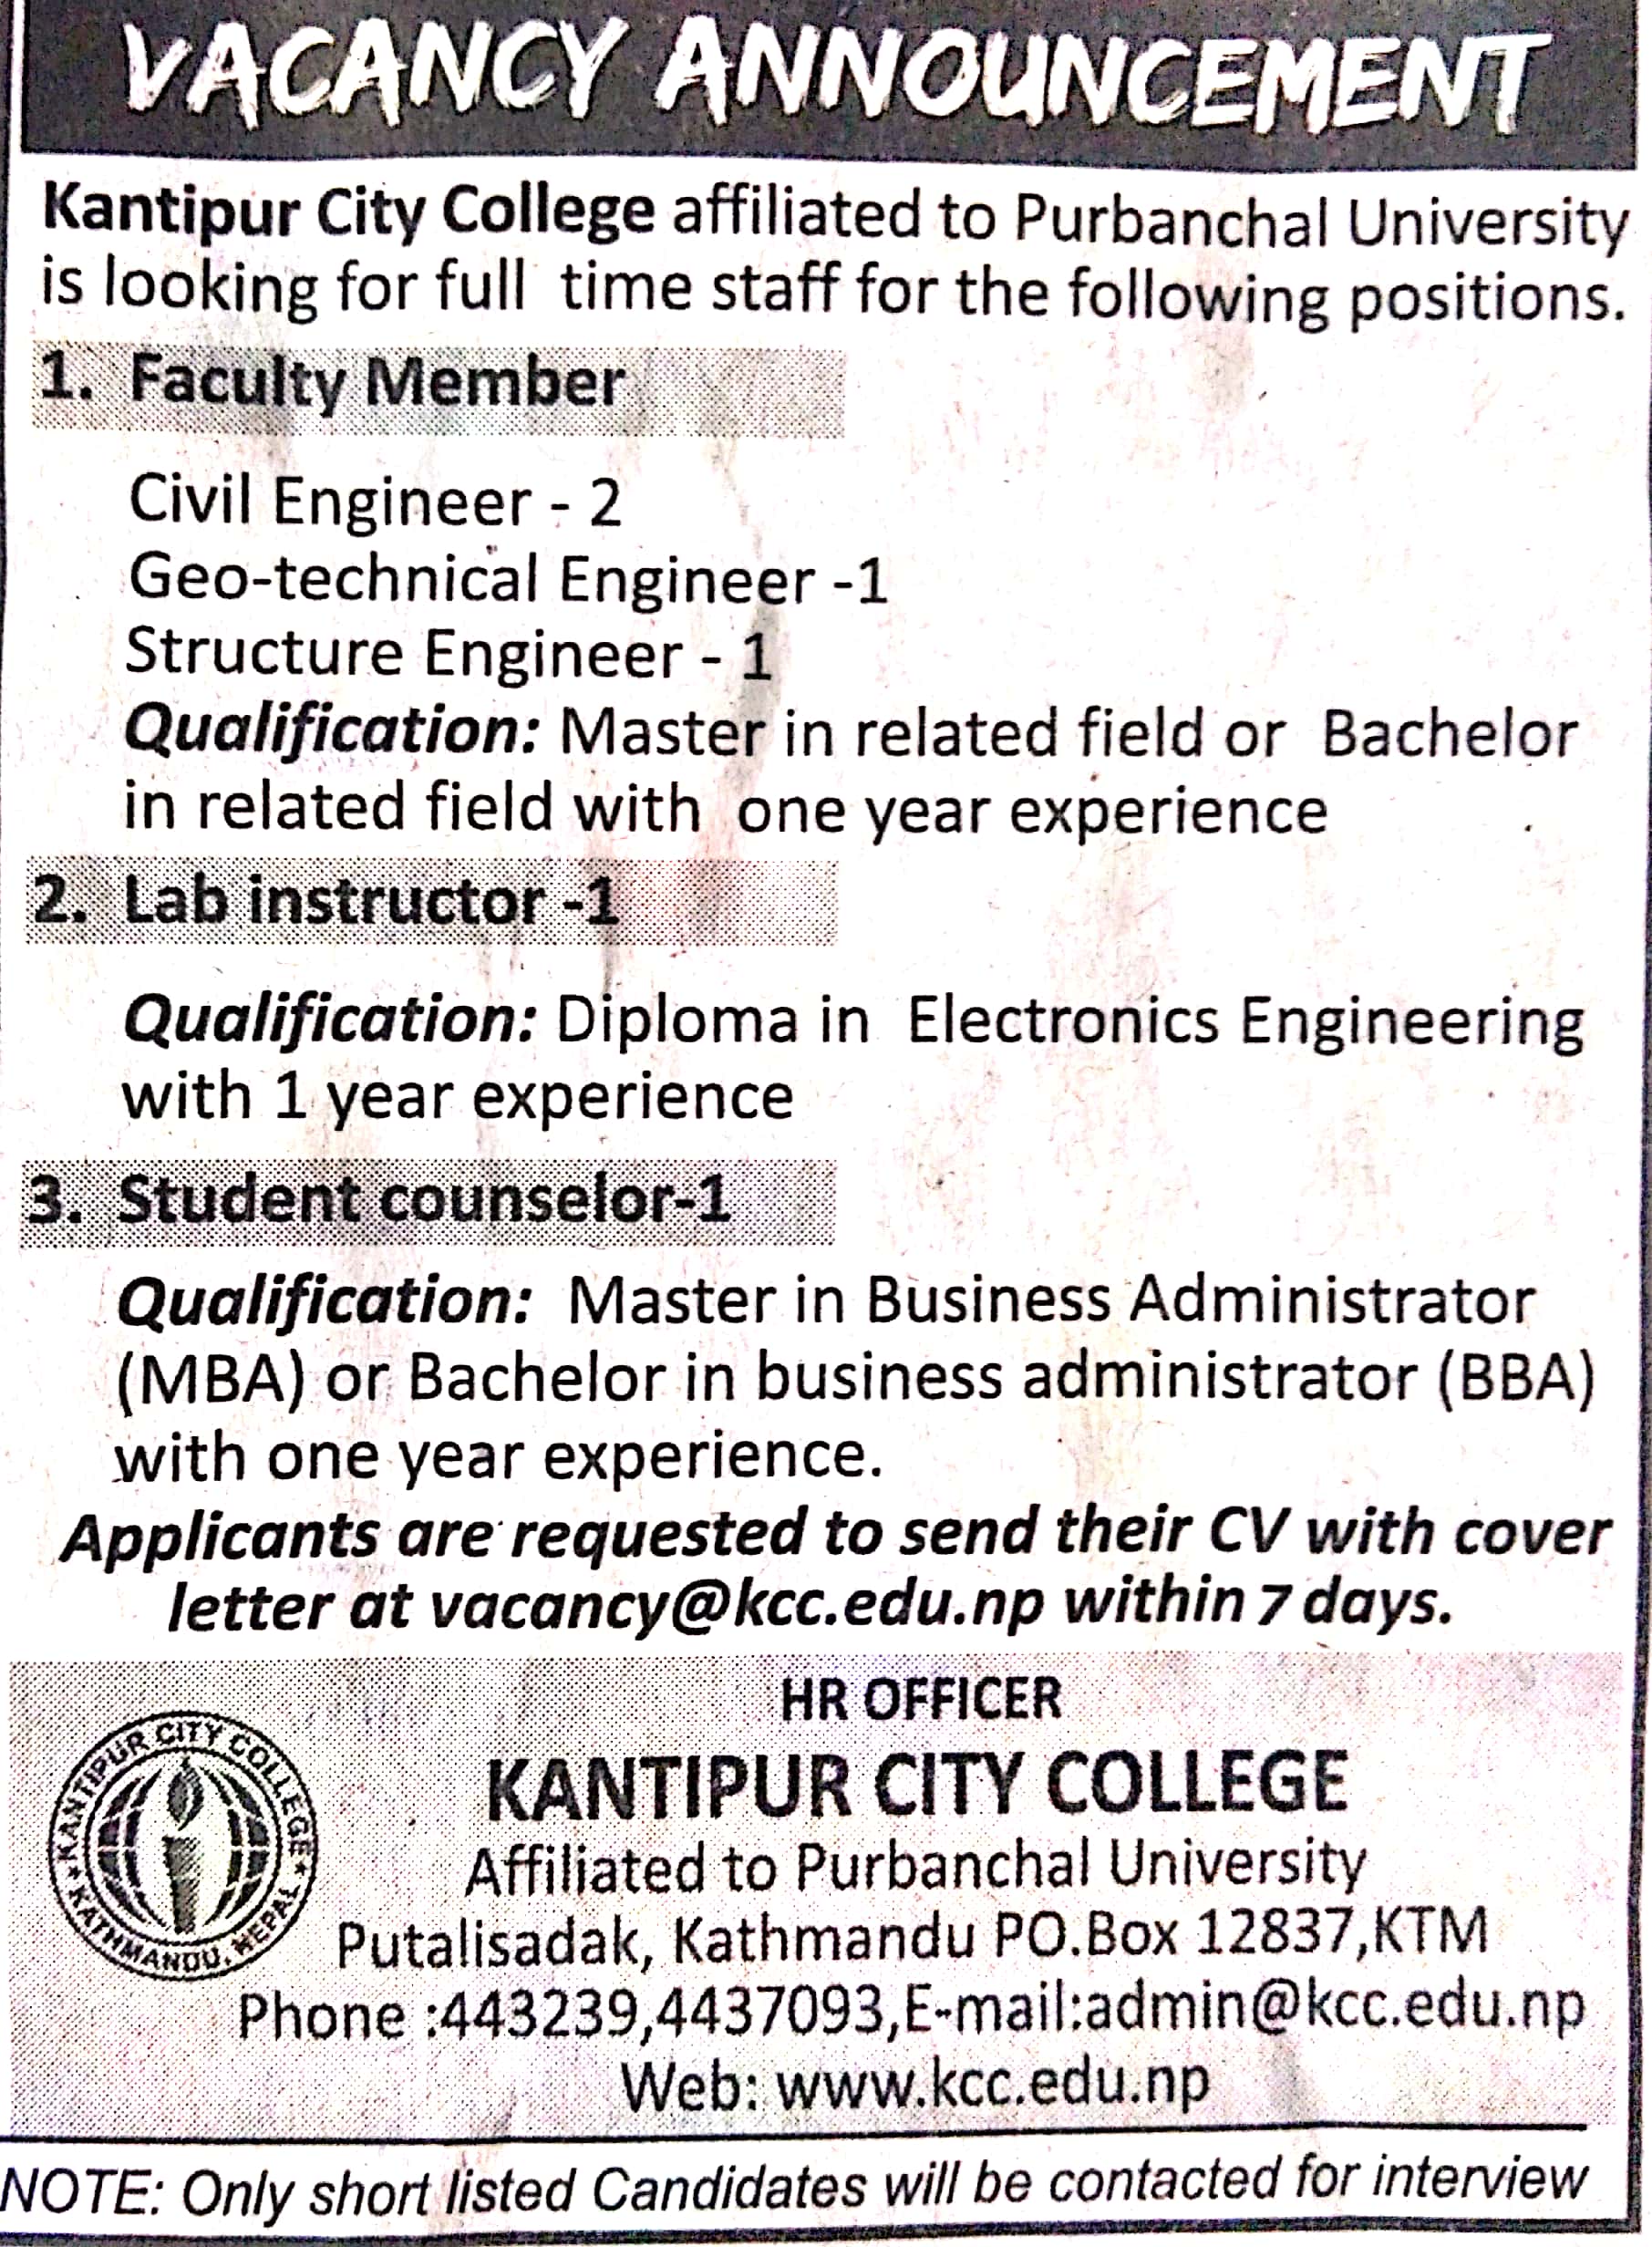 VACANCY ANNOUNCEMENT
Kantipur City College affiliated to Purbanchal University
is looking for full time staff for the following positions.
1. Faculty Member
Civil Engineer - 2
Geo-technical Engineer -1
Structure Engineer - 1
Qualification: Master in related field or Bachelor
in related field with one year experience
2. Lab instructor -1
Qualification: Diploma in Electronics Engineering
with 1 year experience
3. Student counselor-1
Qualification: Master in Business Administrator
(MBA) or Bachelor in business administrator (BBA)
with one year experience.
Applicants are requested to send their CV with cover
letter at vacancy@kcc.edu.np within 7 days.
HR OFFICER
KANTIPUR CITY COLLEGE
KATHMANDU, NEPAL
KANTIPUR CITY COLLEGE
Affiliated to Purbanchal University
Putalisadak, Kathmandu PO.Box 12837,KTM
Phone :443239,4437093,E-mail:admin@kcc.edu.np
Web: www.kcc.edu.np
NOTE: Only short listed Candidates will be contacted for interview